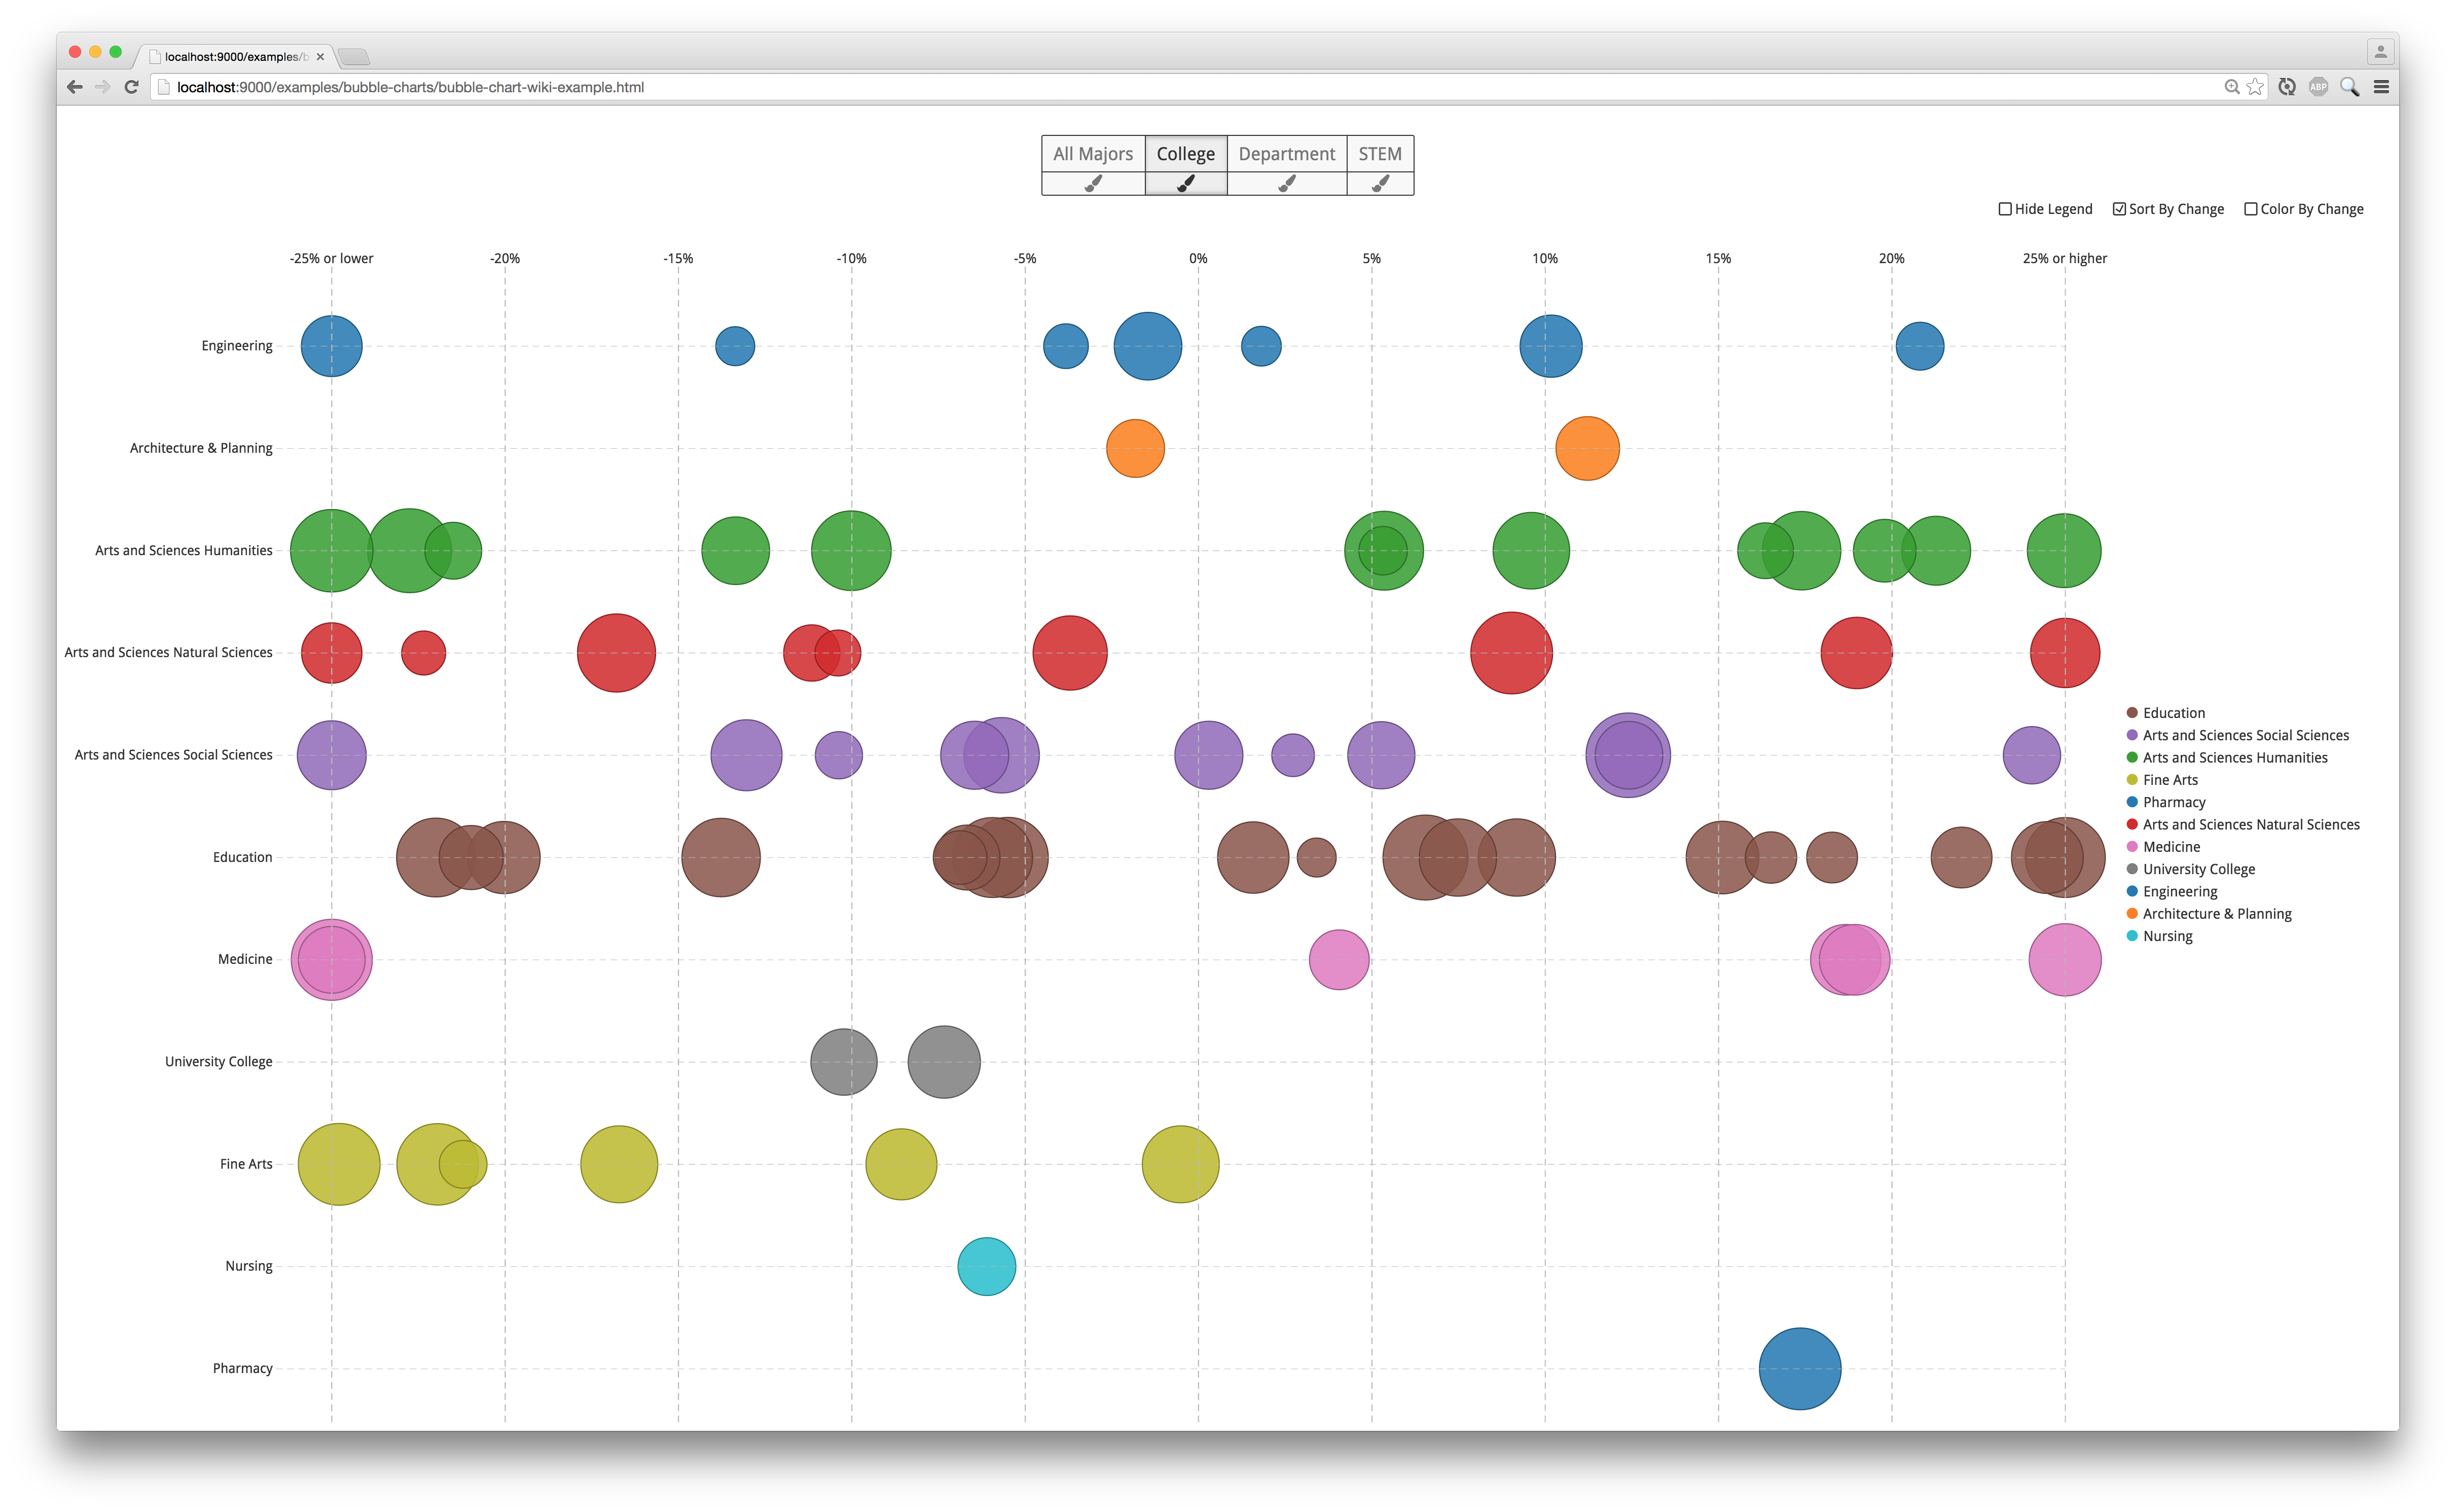 localhost:9000/examples/b
localhost:9000/examples/bubble-charts/bubble-chart-wiki-example.html
ABP
All Majors College Department STEM
Hide Legend Sort By Change Color By Change
-25% or lower -20% -15% -10% -5% 0% 5% 10% 15% 20% 25% or higher
Engineering
Architecture & Planning
Arts and Sciences Humanities
Arts and Sciences Natural Sciences
Arts and Sciences Social Sciences
Education
Medicine
University College
Fine Arts
Nursing
Pharmacy
Education
Arts and Sciences Social Sciences
Arts and Sciences Humanities
Fine Arts
Pharmacy
Arts and Sciences Natural Sciences
Medicine
University College
Engineering
Architecture & Planning
Nursing